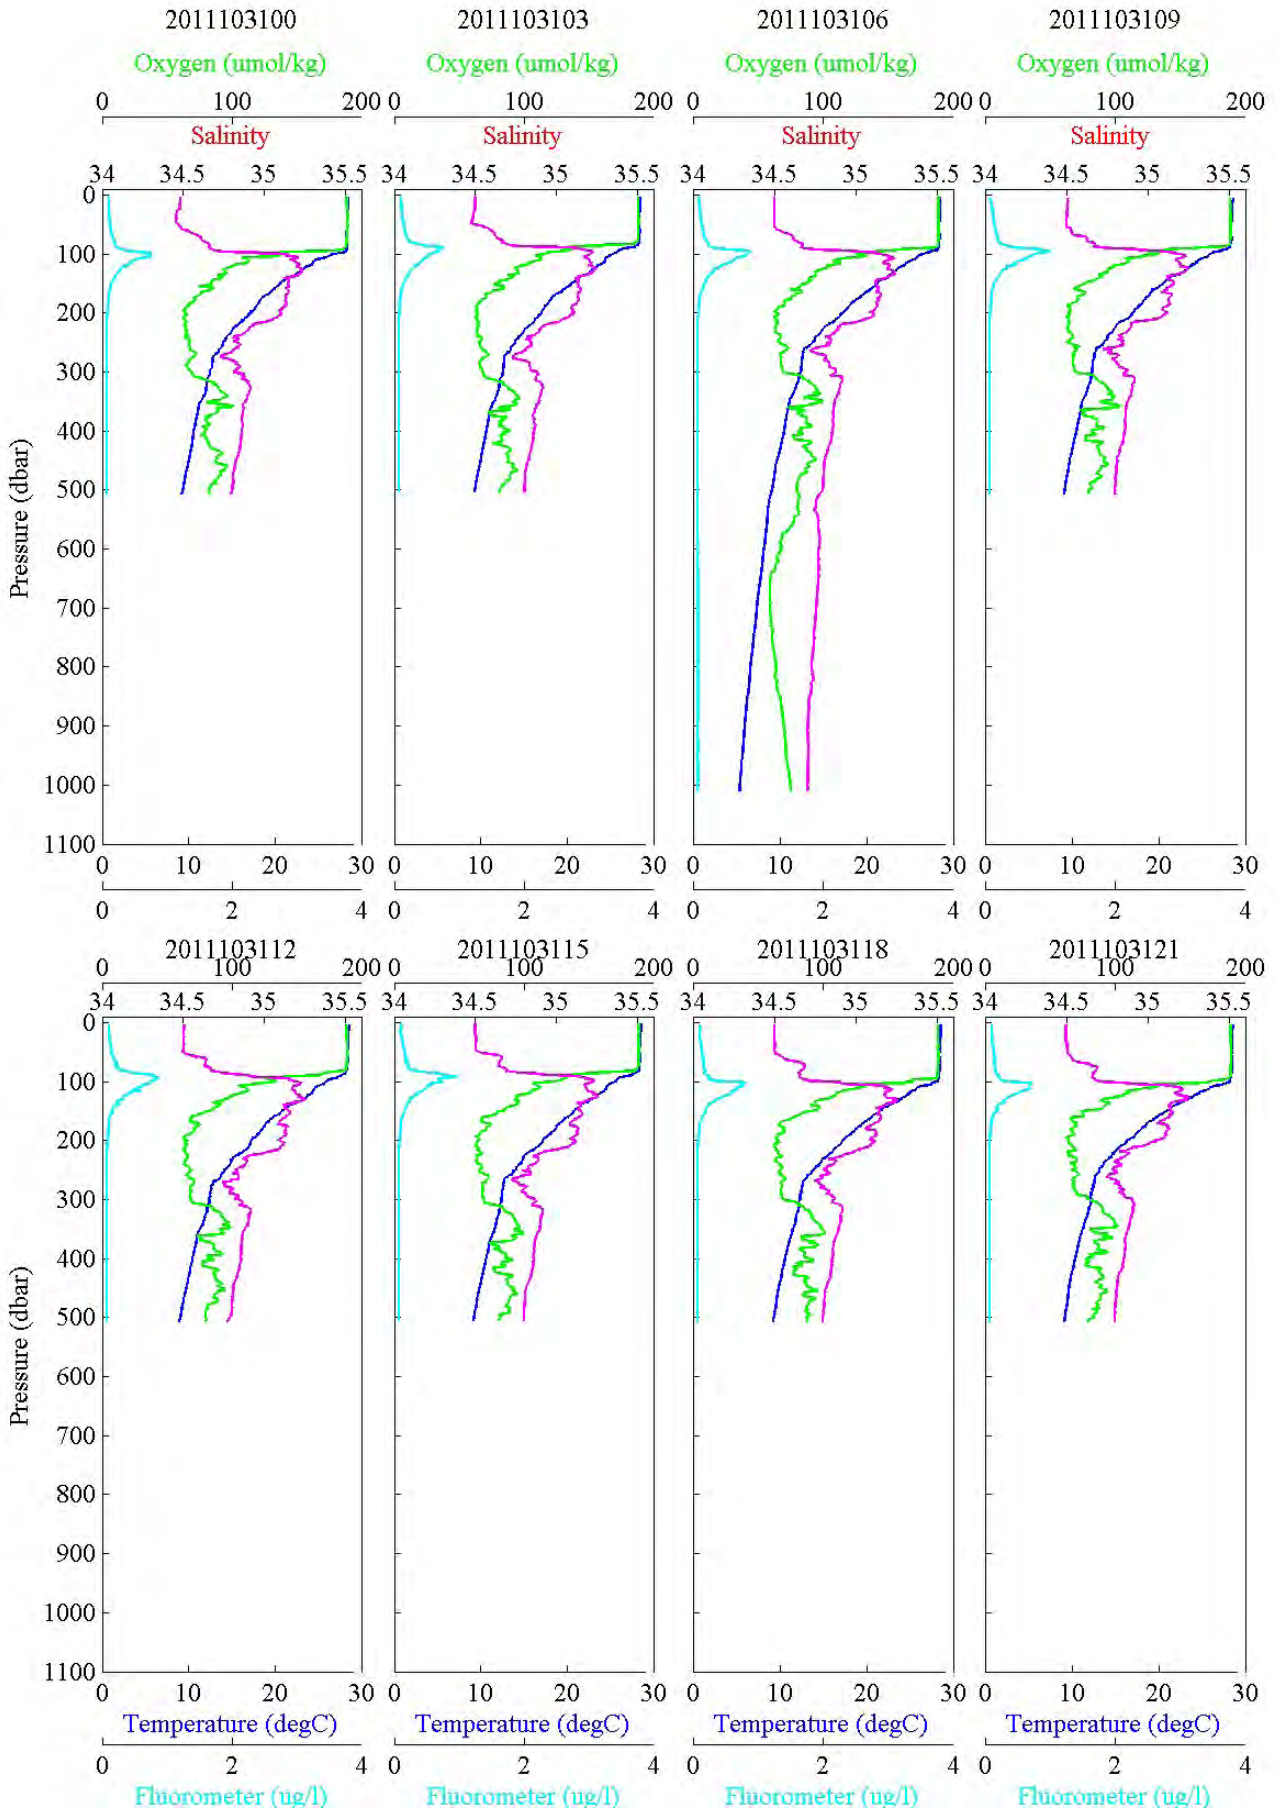 2011103100 2011103103 2011103106 2011103109
Oxygen (umol/kg) Oxygen (umol/kg) Oxygen (umol/kg) Oxygen (umol/kg)
0 100 200 0 100 200 0 100 200 0 100 200
Salinity Salinity Salinity Salinity
34 34.5 35 35.5 34 34.5 35 35.5 34 34.5 35 35.5 34 34.5 35 35.5
0
100
200
300
400
500
600
700
800
900
1000
1100
Pressure (dbar)
0 10 20 30 0 10 20 30 0 10 20 30 0 10 20 30
0 2 4 0 2 4 0 2 4 0 2 4
2011103112 2011103115 2011103118 2011103121
0 100 200 0 100 200 0 100 200 0 100 200
34 34.5 35 35.5 34 34.5 35 35.5 34 34.5 35 35.5 34 34.5 35 35.5
0
100
200
300
400
500
600
700
800
900
1000
1100
Pressure (dbar)
0 10 20 30 0 10 20 30 0 10 20 30 0 10 20 30
Temperature (degC) Temperature (degC) Temperature (degC) Temperature (degC)
0 2 4 0 2 4 0 2 4 0 2 4
Fluorometer (ug/l) Fluorometer (ug/l) Fluorometer (ug/l) Fluorometer (ug/l)